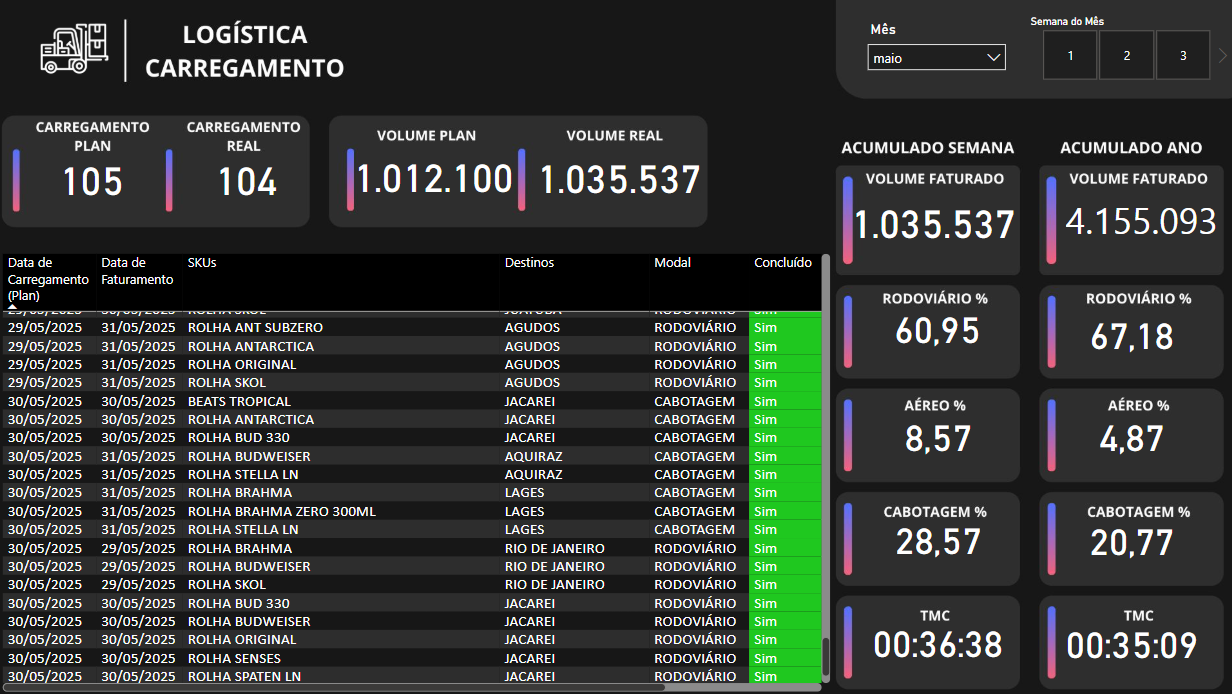 LOGÍSTICA
CARREGAMENTO
Mês
maio
Semana do Mês
1 2 3
CARREGAMENTO PLAN
105
CARREGAMENTO REAL
104
VOLUME PLAN
1.012.100
VOLUME REAL
1.035.537
Data de Carregamento (Plan) Data de Faturamento SKUs Destinos Modal Concluído
29/05/2025 31/05/2025 ROLHA ANT SUBZERO AGUDOS RODOVIÁRIO Sim
29/05/2025 31/05/2025 ROLHA ANTARCTICA AGUDOS RODOVIÁRIO Sim
29/05/2025 31/05/2025 ROLHA ORIGINAL AGUDOS RODOVIÁRIO Sim
29/05/2025 31/05/2025 ROLHA SKOL AGUDOS RODOVIÁRIO Sim
30/05/2025 30/05/2025 BEATS TROPICAL JACAREI CABOTAGEM Sim
30/05/2025 30/05/2025 ROLHA ANTARCTICA JACAREI CABOTAGEM Sim
30/05/2025 30/05/2025 ROLHA BUD 330 JACAREI CABOTAGEM Sim
30/05/2025 31/05/2025 ROLHA BUDWEISER AQUIRAZ CABOTAGEM Sim
30/05/2025 31/05/2025 ROLHA STELLA LN AQUIRAZ CABOTAGEM Sim
30/05/2025 31/05/2025 ROLHA BRAHMA LAGES CABOTAGEM Sim
30/05/2025 31/05/2025 ROLHA BRAHMA ZERO 300ML LAGES CABOTAGEM Sim
30/05/2025 31/05/2025 ROLHA STELLA LN LAGES CABOTAGEM Sim
30/05/2025 29/05/2025 ROLHA BRAHMA RIO DE JANEIRO RODOVIÁRIO Sim
30/05/2025 29/05/2025 ROLHA BUDWEISER RIO DE JANEIRO RODOVIÁRIO Sim
30/05/2025 29/05/2025 ROLHA SKOL RIO DE JANEIRO RODOVIÁRIO Sim
30/05/2025 30/05/2025 ROLHA BUD 330 JACAREI RODOVIÁRIO Sim
30/05/2025 30/05/2025 ROLHA BUDWEISER JACAREI RODOVIÁRIO Sim
30/05/2025 30/05/2025 ROLHA ORIGINAL JACAREI RODOVIÁRIO Sim
30/05/2025 30/05/2025 ROLHA SENSES JACAREI RODOVIÁRIO Sim
30/05/2025 30/05/2025 ROLHA SPATEN LN JACAREI RODOVIÁRIO Sim
ACUMULADO SEMANA
VOLUME FATURADO
1.035.537
RODOVIÁRIO %
60,95
AÉREO %
8,57
CABOTAGEM %
28,57
TMC
00:36:38
ACUMULADO ANO
VOLUME FATURADO
4.155.093
RODOVIÁRIO %
67,18
AÉREO %
4,87
CABOTAGEM %
20,77
TMC
00:35:09